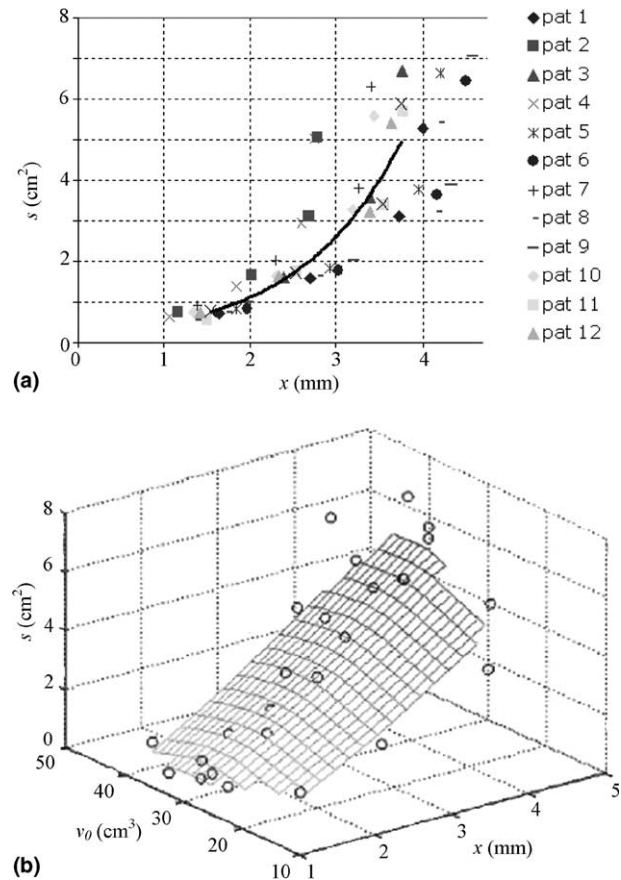 8
6
4
2
0
s (cm²)
0 1 2 3 4
x (mm)
pat 1
pat 2
pat 3
pat 4
pat 5
pat 6
pat 7
pat 8
pat 9
pat 10
pat 11
pat 12
(a)
8
6
4
2
0
s (cm²)
50
40
30
20
10
v₀ (cm³)
1
2
3
4
5
x (mm)
(b)